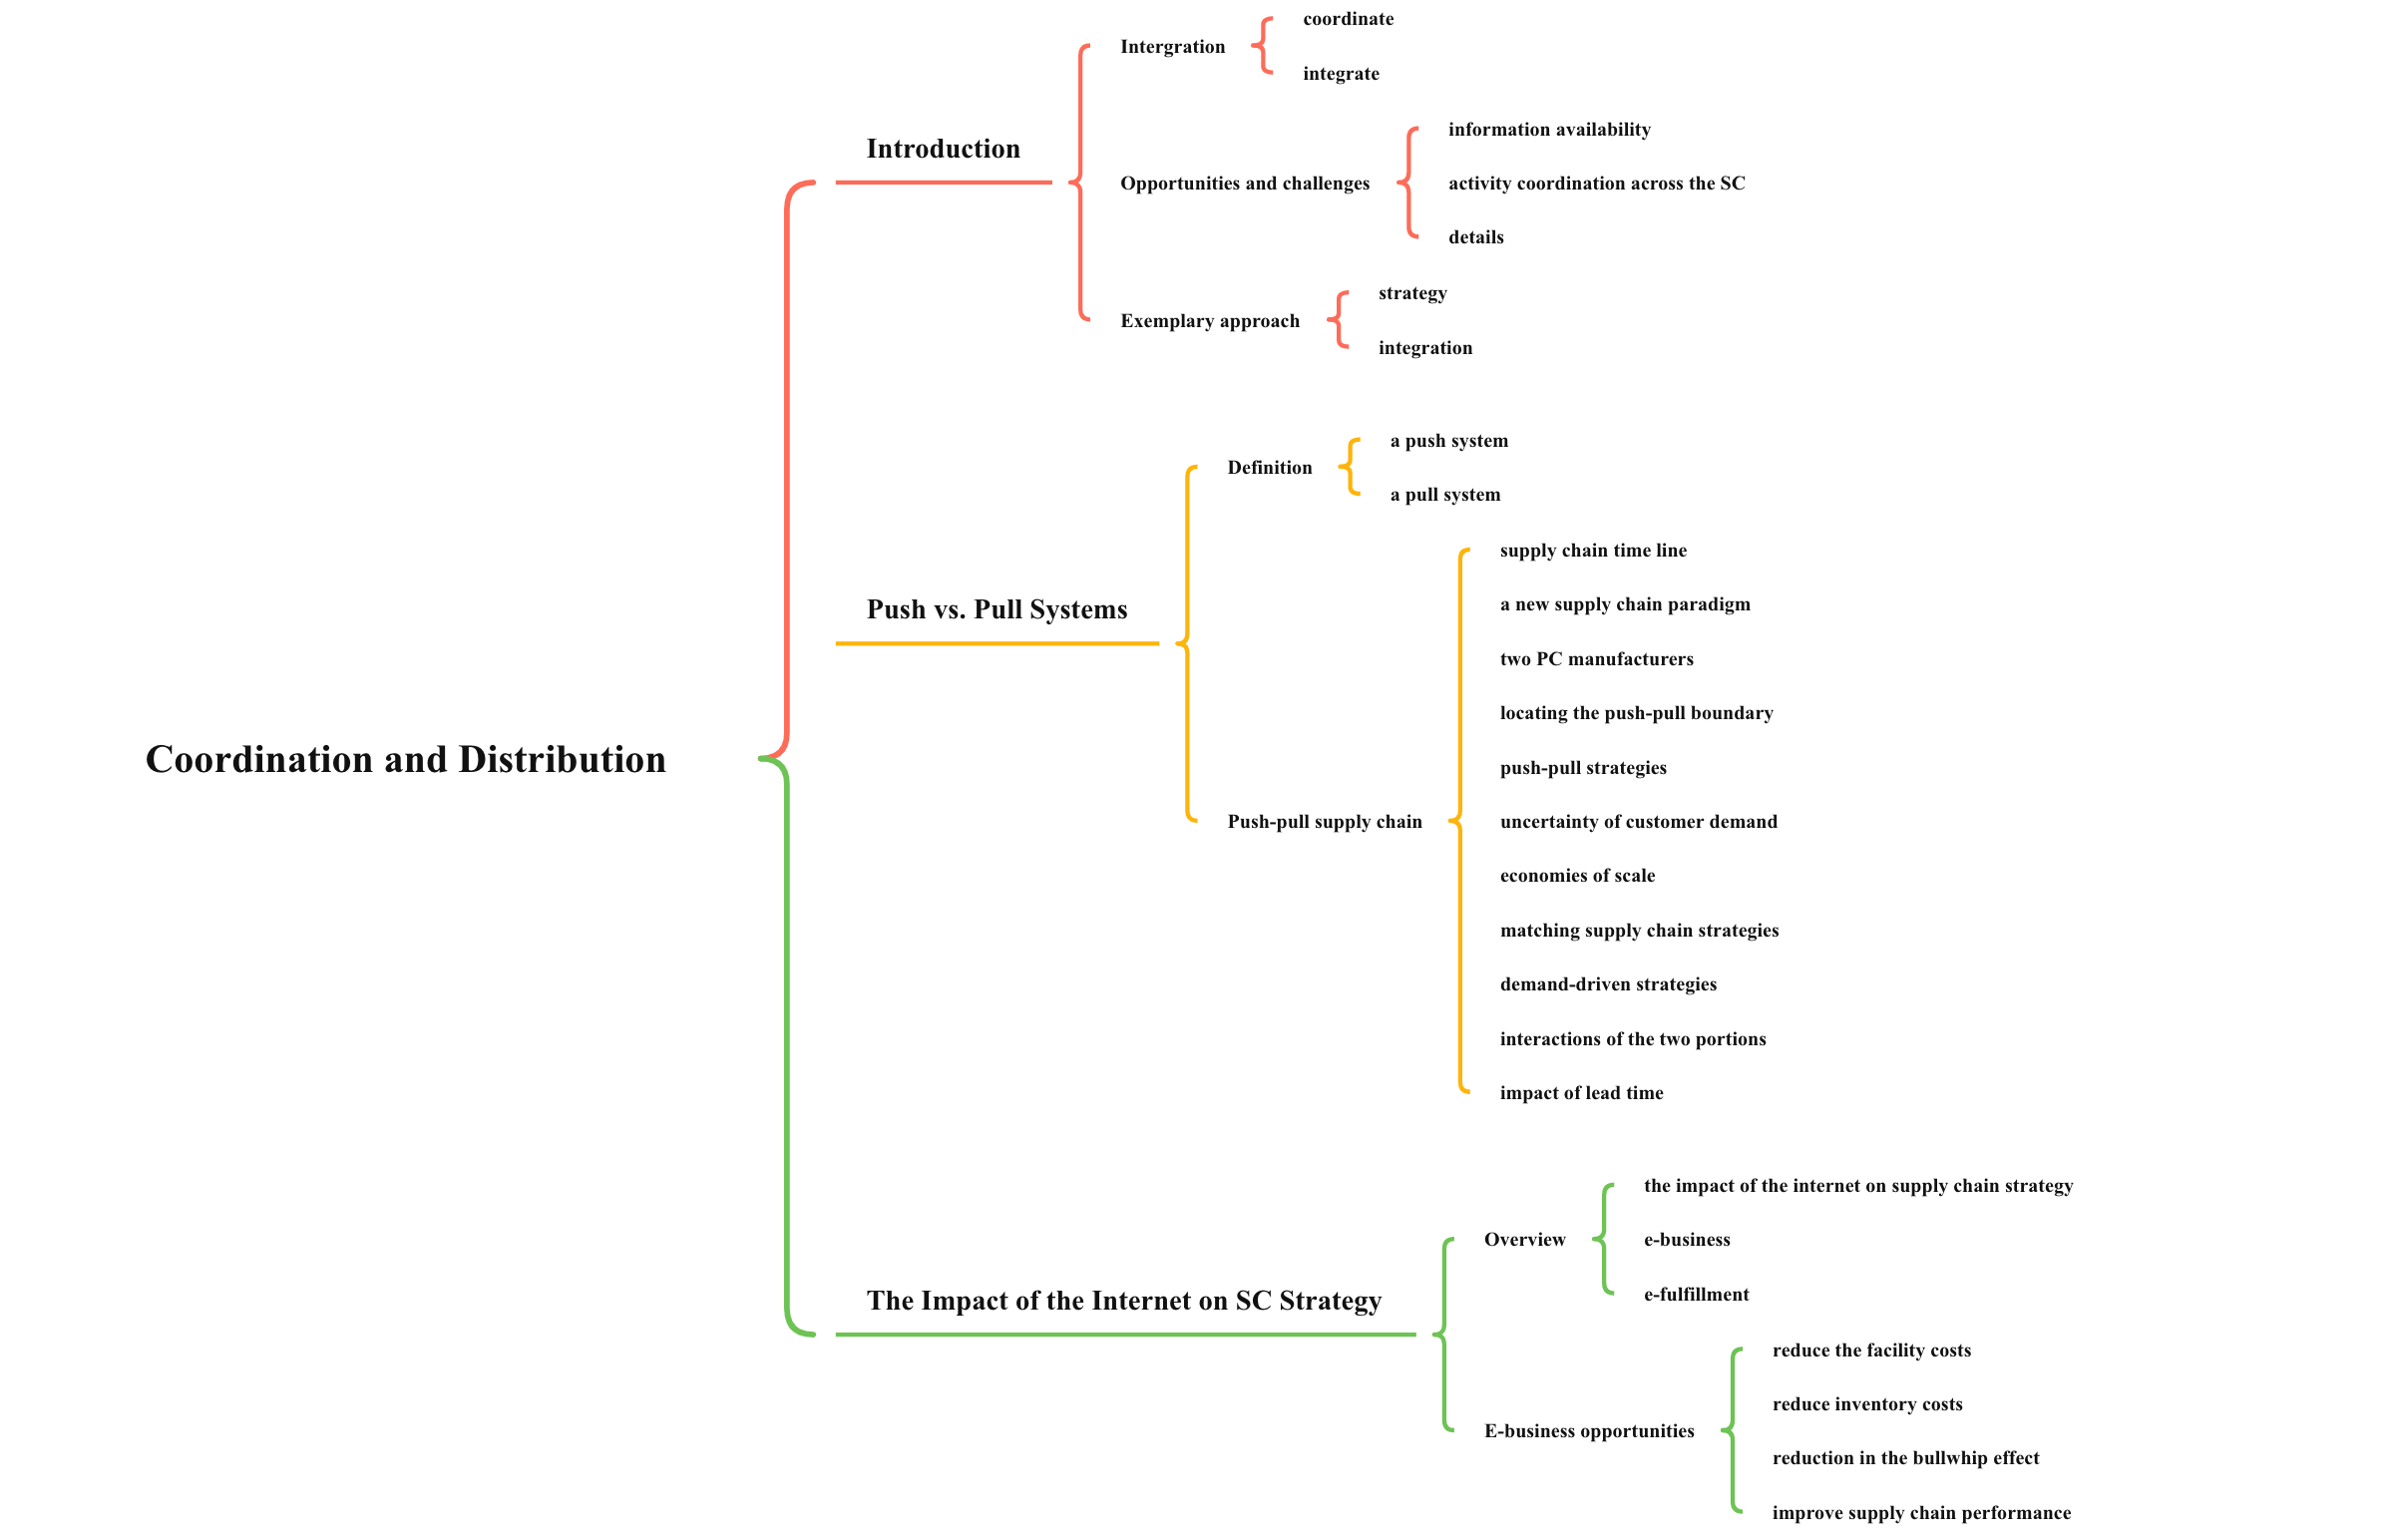 Coordination and Distribution
Introduction
Intergration
coordinate
integrate
Opportunities and challenges
information availability
activity coordination across the SC
details
Exemplary approach
strategy
integration
Push vs. Pull Systems
Definition
a push system
a pull system
Push-pull supply chain
supply chain time line
a new supply chain paradigm
two PC manufacturers
locating the push-pull boundary
push-pull strategies
uncertainty of customer demand
economies of scale
matching supply chain strategies
demand-driven strategies
interactions of the two portions
impact of lead time
The Impact of the Internet on SC Strategy
Overview
the impact of the internet on supply chain strategy
e-business
e-fulfillment
E-business opportunities
reduce the facility costs
reduce inventory costs
reduction in the bullwhip effect
improve supply chain performance